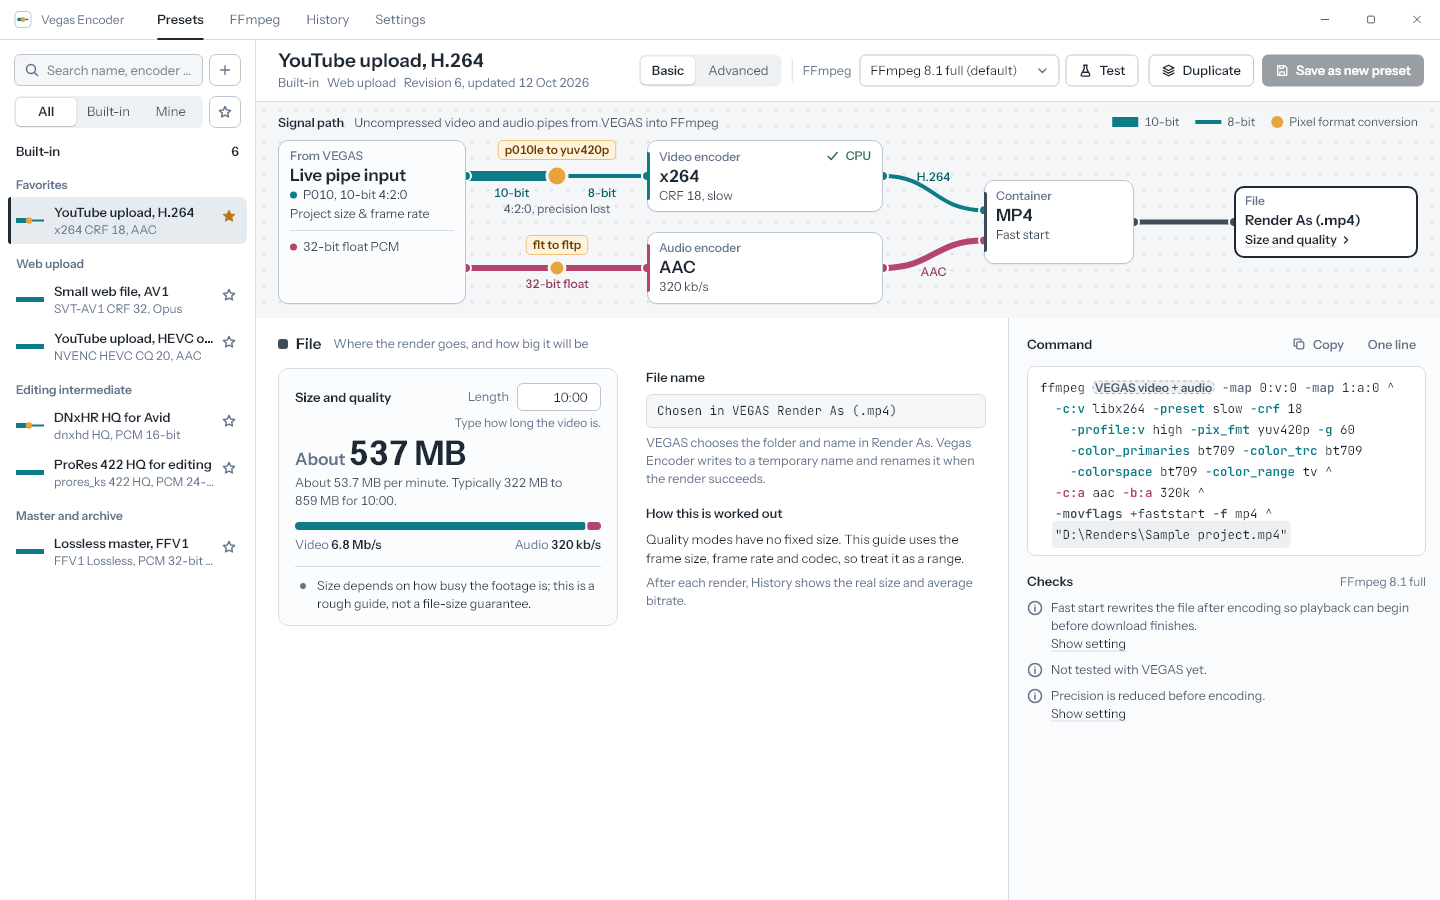 Vegas Encoder
Presets
FFmpeg
History
Settings
Search name, encoder ...
All
Built-in
Mine
Built-in
6
Favorites
YouTube upload, H.264
x264 CRF 18, AAC
Web upload
Small web file, AV1
SVT-AV1 CRF 32, Opus
YouTube upload, HEVC o...
NVENC HEVC CQ 20, AAC
Editing intermediate
DNxHR HQ for Avid
dnxhd HQ, PCM 16-bit
ProRes 422 HQ for editing
prores_ks 422 HQ, PCM 24-...
Master and archive
Lossless master, FFV1
FFV1 Lossless, PCM 32-bit ...
YouTube upload, H.264
Built-in Web upload Revision 6, updated 12 Oct 2026
Basic
Advanced
FFmpeg
FFmpeg 8.1 full (default)
Test
Duplicate
Save as new preset
Signal path Uncompressed video and audio pipes from VEGAS into FFmpeg
10-bit
8-bit
Pixel format conversion
From VEGAS
Live pipe input
P010, 10-bit 4:2:0
Project size & frame rate
32-bit float PCM
p010le to yuv420p
10-bit
8-bit
4:2:0, precision lost
flt to fltp
32-bit float
Video encoder
CPU
x264
CRF 18, slow
Audio encoder
AAC
320 kb/s
H.264
AAC
Container
MP4
Fast start
File
Render As (.mp4)
Size and quality
File Where the render goes, and how big it will be
Size and quality
Length
10:00
Type how long the video is.
About 537 MB
About 53.7 MB per minute. Typically 322 MB to
859 MB for 10:00.
Video 6.8 Mb/s
Audio 320 kb/s
Size depends on how busy the footage is; this is a
rough guide, not a file-size guarantee.
File name
Chosen in VEGAS Render As (.mp4)
VEGAS chooses the folder and name in Render As. Vegas
Encoder writes to a temporary name and renames it when
the render succeeds.
How this is worked out
Quality modes have no fixed size. This guide uses the
frame size, frame rate and codec, so treat it as a range.
After each render, History shows the real size and average
bitrate.
Command
Copy
One line
ffmpeg VEGAS video + audio -map 0:v:0 -map 1:a:0 ^
-c:v libx264 -preset slow -crf 18
-profile:v high -pix_fmt yuv420p -g 60
-color_primaries bt709 -color_trc bt709
-colorspace bt709 -color_range tv ^
-c:a aac -b:a 320k ^
-movflags +faststart -f mp4 ^
"D:\Renders\Sample project.mp4"
Checks
FFmpeg 8.1 full
Fast start rewrites the file after encoding so playback can begin
before download finishes.
Show setting
Not tested with VEGAS yet.
Precision is reduced before encoding.
Show setting